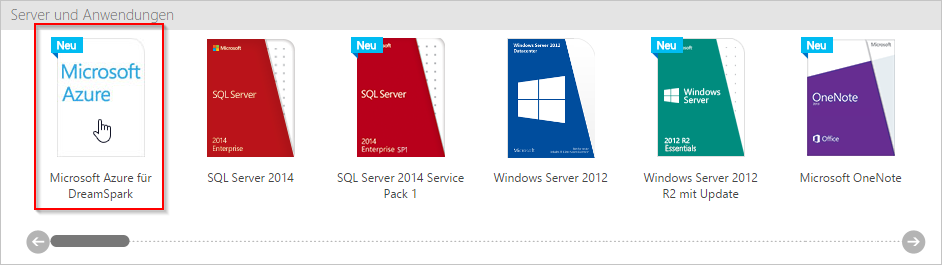 Server und Anwendungen
Neu
Microsoft
Azure
Microsoft Azure für
DreamSpark
Microsoft
SQL Server
2014
Enterprise
SQL Server 2014
Neu
Microsoft
SQL Server
2014
Enterprise SP1
SQL Server 2014 Service
Pack 1
Windows Server 2012
Datacenter
Microsoft
Windows Server 2012
Neu
Windows
Server
2012 R2
Essentials
Windows Server 2012
R2 mit Update
Neu
Microsoft
OneNote
Office
Microsoft OneNote